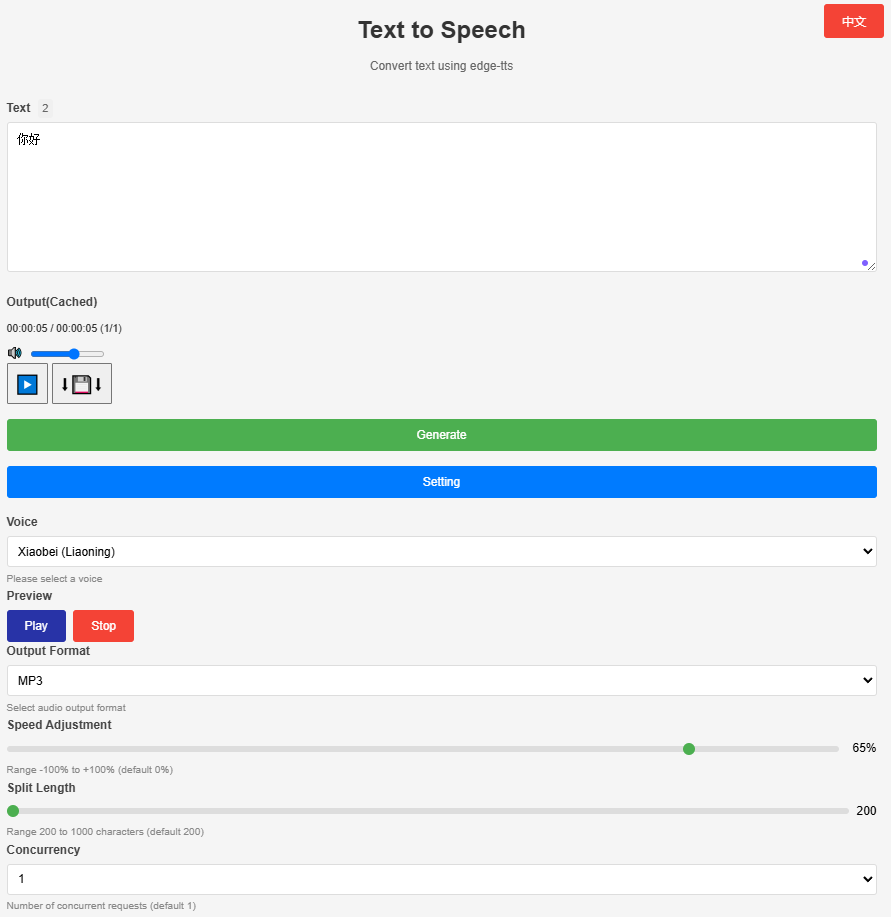 中文
Text to Speech
Convert text using edge-tts
Text 2
你好
Output(Cached)
00:00:05 / 00:00:05 (1/1)
Generate
Setting
Voice
Xiaobei (Liaoning)
Please select a voice
Preview
Play Stop
Output Format
MP3
Select audio output format
Speed Adjustment
65%
Range -100% to +100% (default 0%)
Split Length
200
Range 200 to 1000 characters (default 200)
Concurrency
1
Number of concurrent requests (default 1)